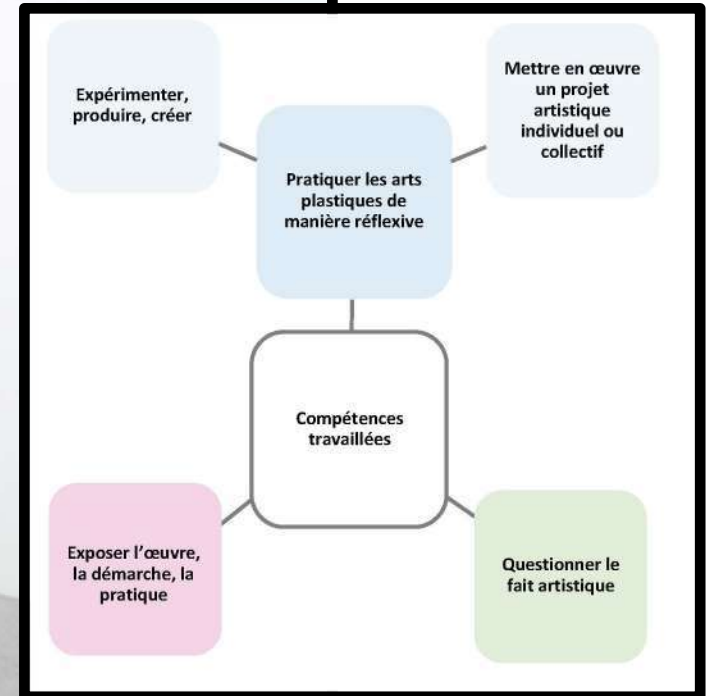 Expérimenter,
produire, créer
Mettre en œuvre
un projet
artistique
individuel ou
collectif
Pratiquer les arts
plastiques de
manière réflexive
Compétences
travaillées
Exposer l'œuvre,
la démarche, la
pratique
Questionner le
fait artistique